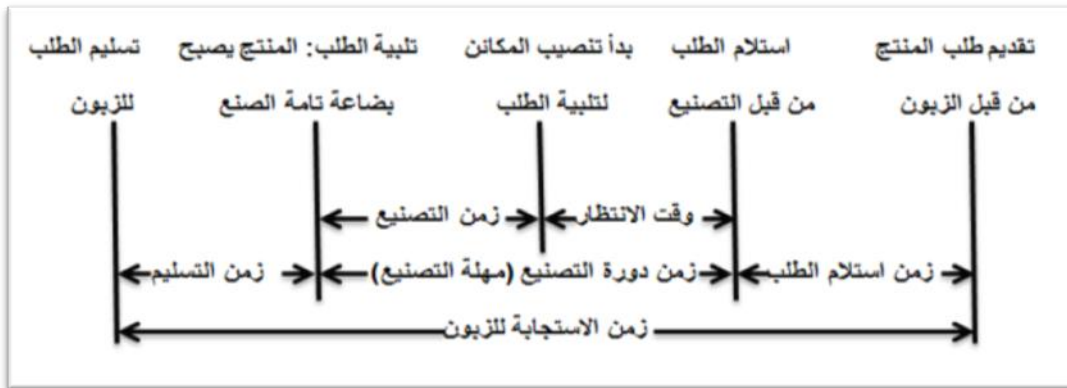 تقديم طلب المنتج
من قبل الزبون
استلام الطلب
من قبل التصنيع
بدأ تنصيب المكائن
لتلبية الطلب
تلبية الطلب: المنتج يصبح
بضاعة تامة الصنع
تسليم الطلب
للزبون
وقت الانتظار
زمن التصنيع
زمن استلام الطلب
زمن دورة التصنيع (مهلة التصنيع)
زمن التسليم
زمن الاستجابة للزبون